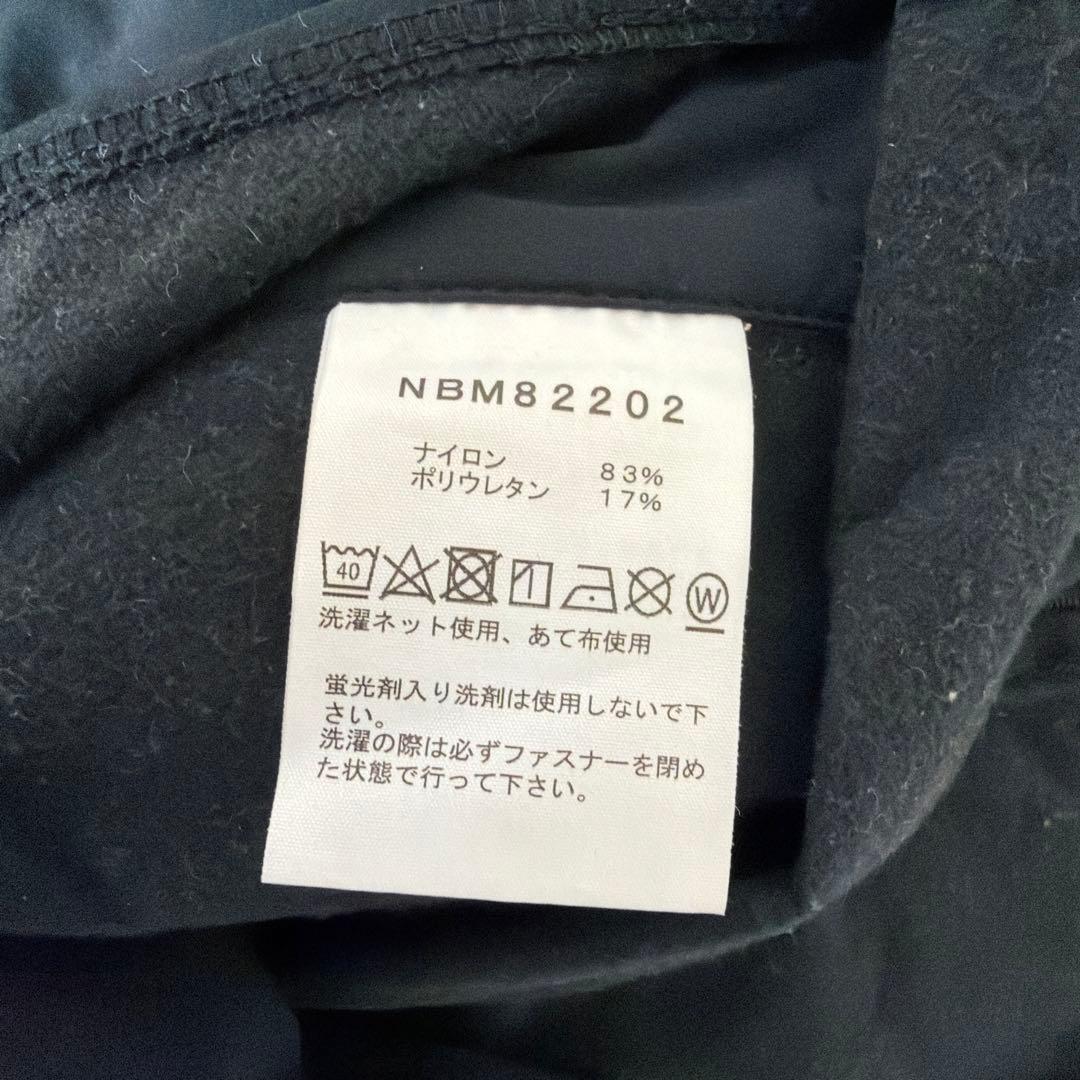 NBM82202
ナイロン 83%
ポリウレタン 17%
40 W
洗濯ネット使用、あて布使用
蛍光剤入り洗剤は使用しないで下
さい。
洗濯の際は必ずファスナーを閉め
た状態で行って下さい。